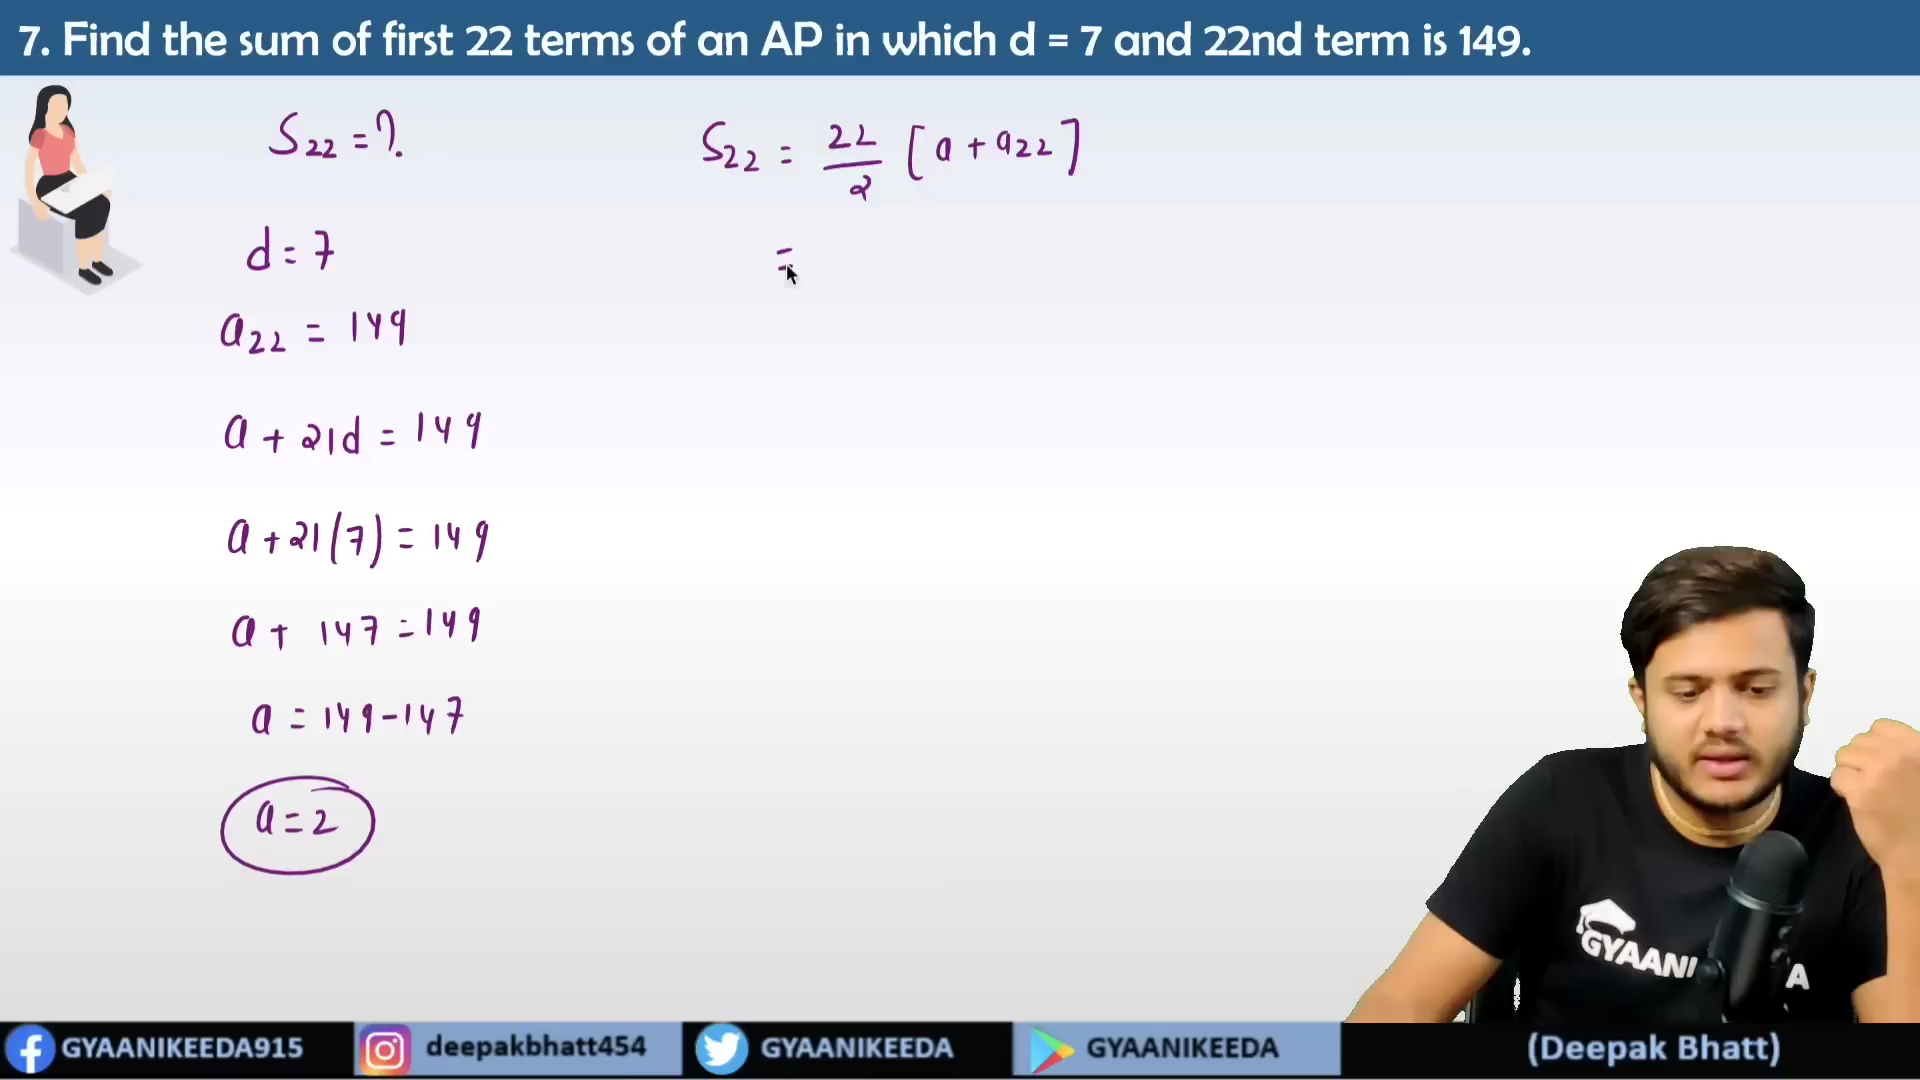 7. Find the sum of first 22 terms of an AP in which d = 7 and 22nd term is 149.
S22 = ?.
d = 7
a22 = 149
a + 21d = 149
a + 21(7) = 149
a + 147 = 149
a = 149 - 147
a = 2
S22 = 22/2 [a + a22]
=
GYAANI A
GYAANIKEEDA915
deepakbhatt454
GYAANIKEEDA
GYAANIKEEDA
(Deepak Bhatt)